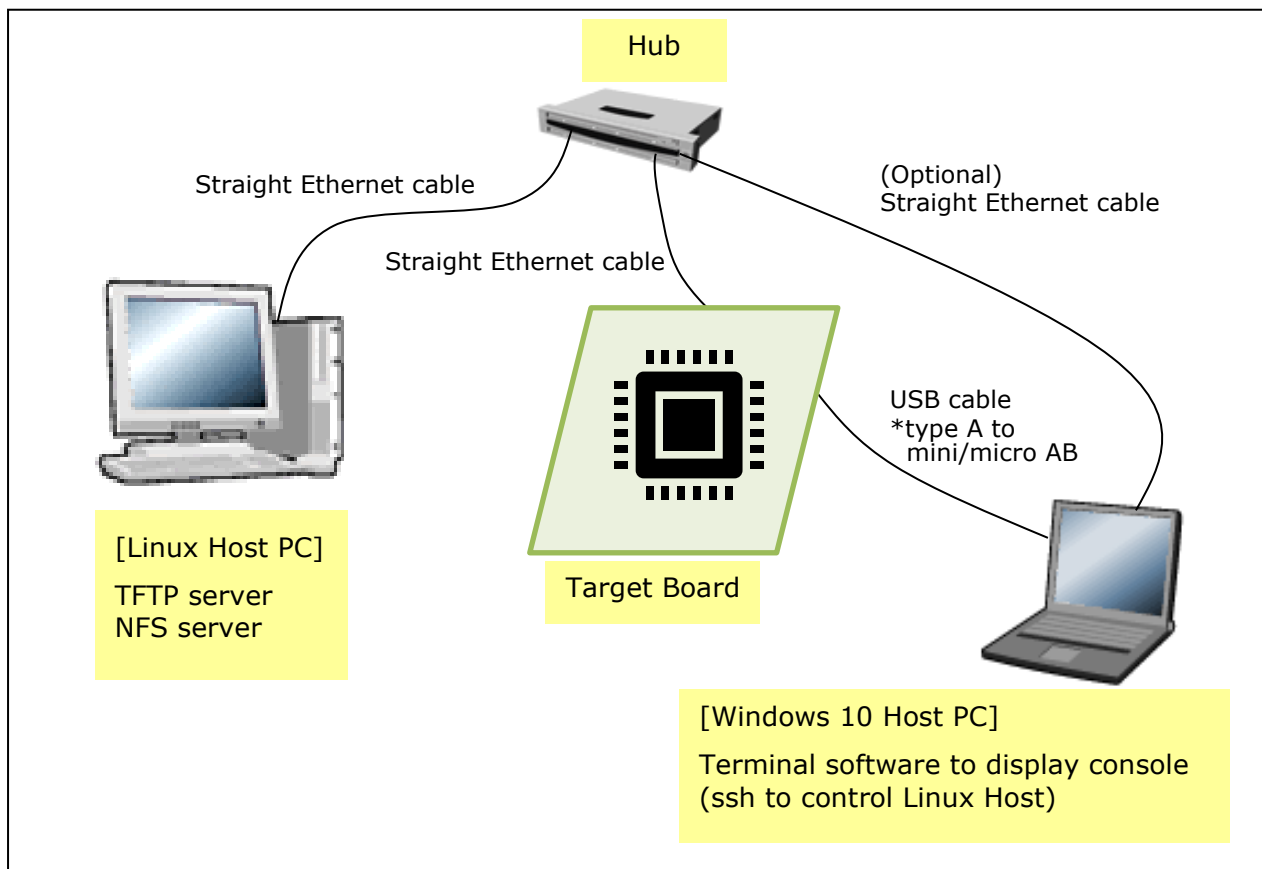 Hub
Straight Ethernet cable
(Optional)
Straight Ethernet cable
Straight Ethernet cable
USB cable
*type A to
mini/micro AB
[Linux Host PC]
TFTP server
NFS server
Target Board
[Windows 10 Host PC]
Terminal software to display console
(ssh to control Linux Host)